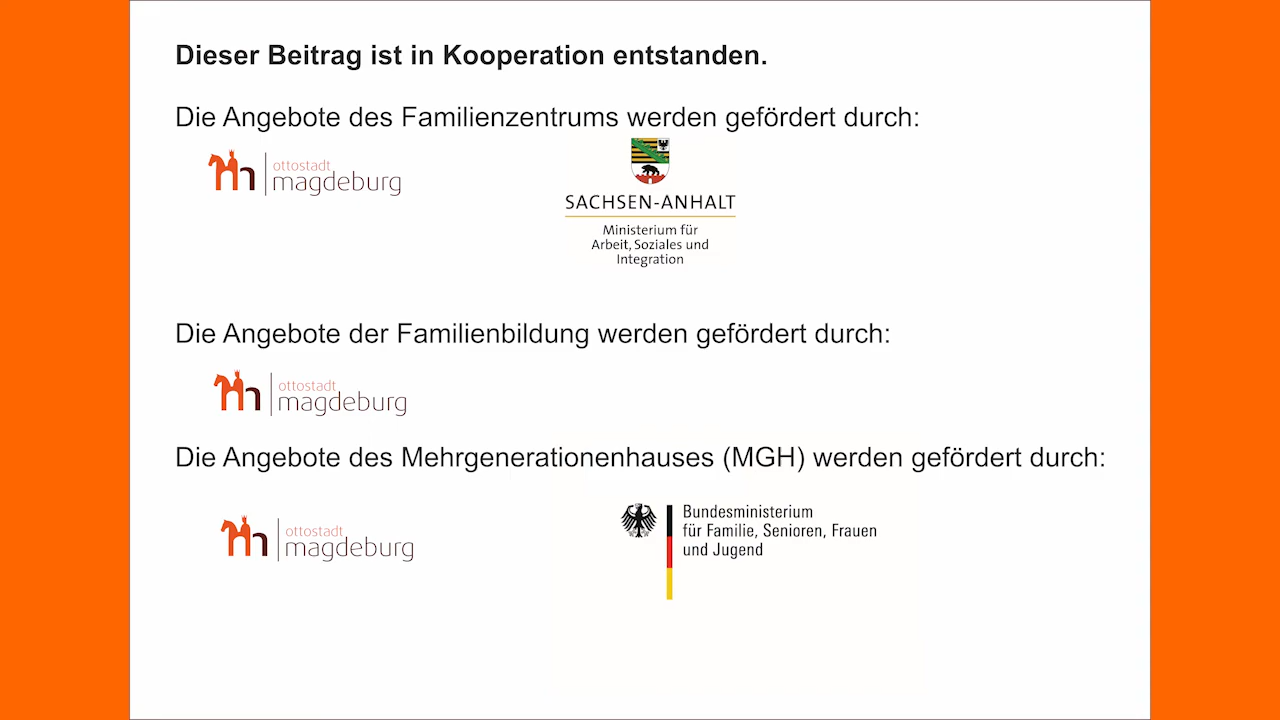 Dieser Beitrag ist in Kooperation entstanden.
Die Angebote des Familienzentrums werden gefördert durch:
ottostadt
magdeburg
SACHSEN-ANHALT
Ministerium für
Arbeit, Soziales und
Integration
Die Angebote der Familienbildung werden gefördert durch:
ottostadt
magdeburg
Die Angebote des Mehrgenerationenhauses (MGH) werden gefördert durch:
ottostadt
magdeburg
Bundesministerium
für Familie, Senioren, Frauen
und Jugend